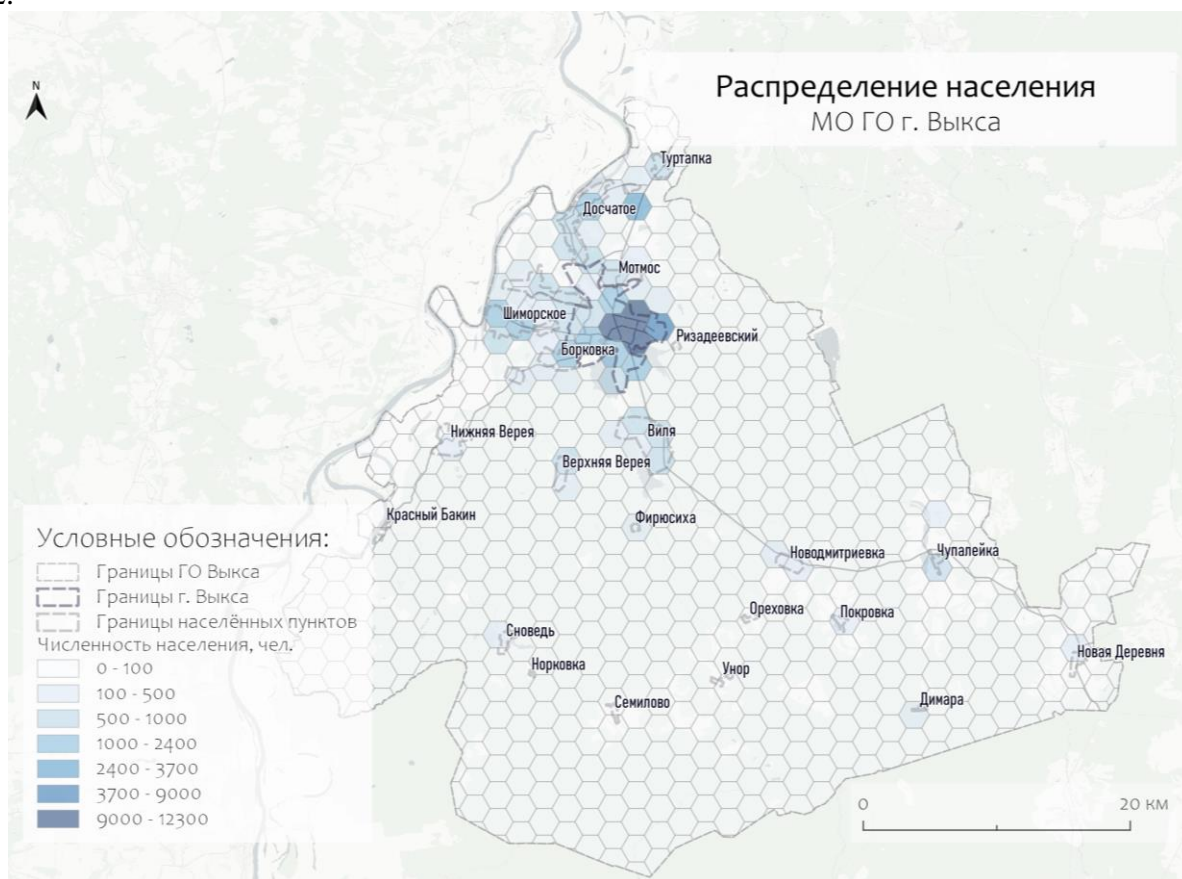 Распределение населения
МО ГО г. Выкса
N
Туртапка
Досчатое
Мотмос
Шиморское
Ризадеевский
Борковка
Нижняя Верея
Виля
Верхняя Верея
Красный Бакин
Фирюсиха
Новодмитриевка
Чупалейка
Ореховка
Покровка
Сноведь
Новая Деревня
Норковка
Унор
Семилово
Димара
Условные обозначения:
Границы ГО Выкса
Границы г. Выкса
Границы населённых пунктов
Численность населения, чел.
0 - 100
100 - 500
500 - 1000
1000 - 2400
2400 - 3700
3700 - 9000
9000 - 12300
0 20 км